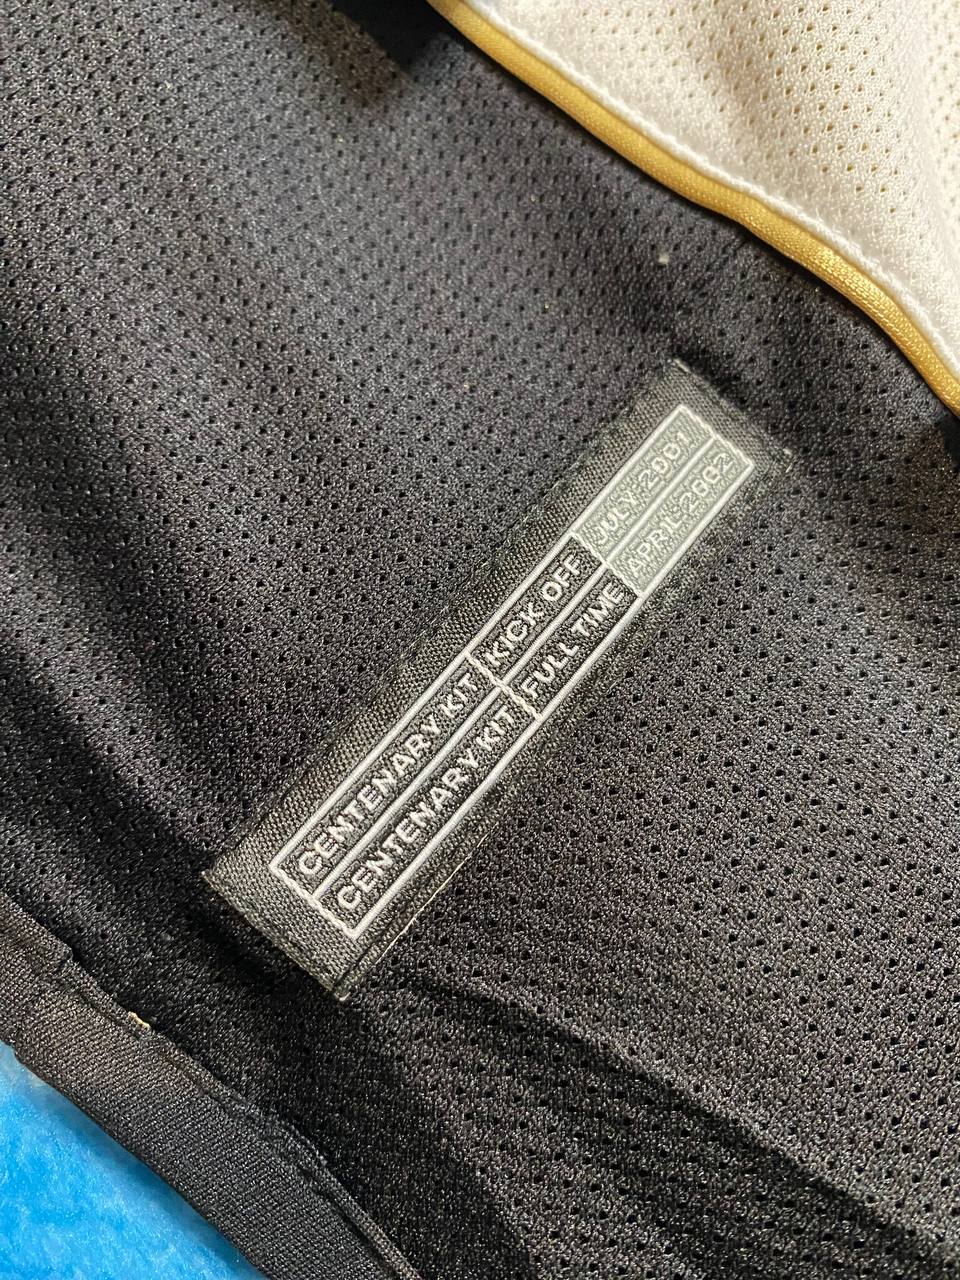 CENTENARY KIT KICK OFF JULY 2001
CENTENARY KIT FULL TIME APRIL 2002